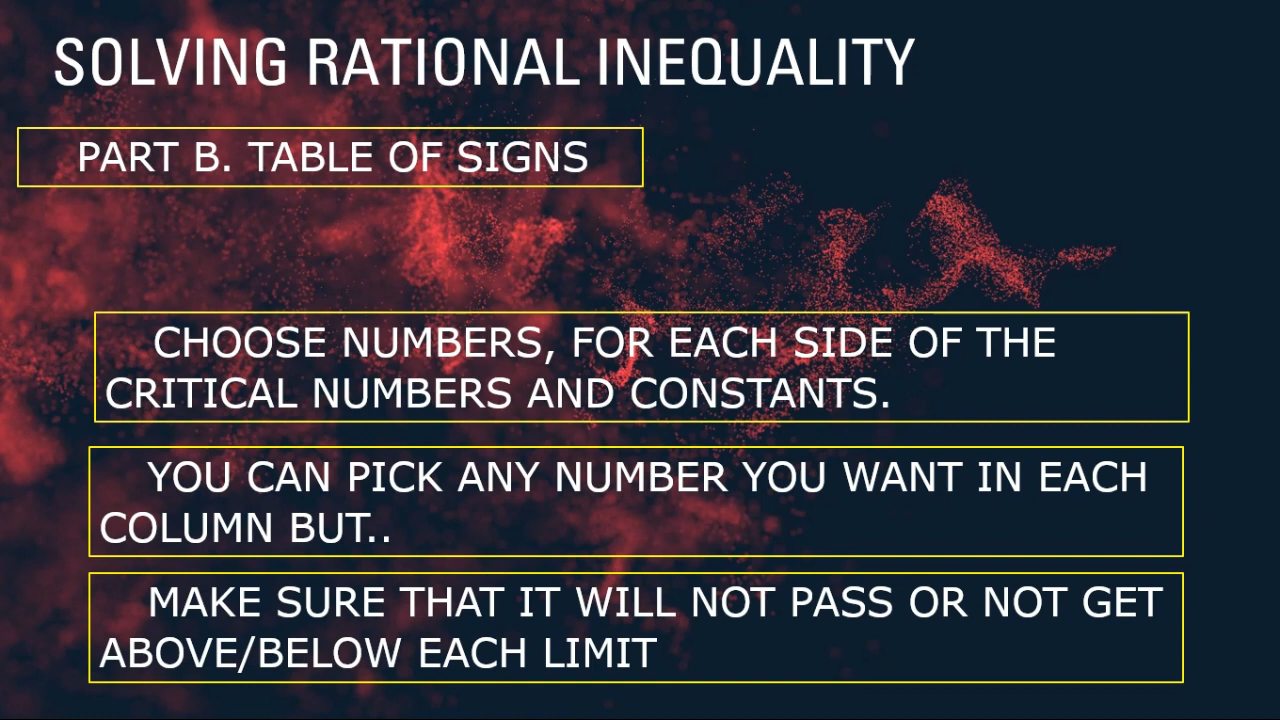 SOLVING RATIONAL INEQUALITY
PART B. TABLE OF SIGNS
CHOOSE NUMBERS, FOR EACH SIDE OF THE
CRITICAL NUMBERS AND CONSTANTS.
YOU CAN PICK ANY NUMBER YOU WANT IN EACH
COLUMN BUT..
MAKE SURE THAT IT WILL NOT PASS OR NOT GET
ABOVE/BELOW EACH LIMIT